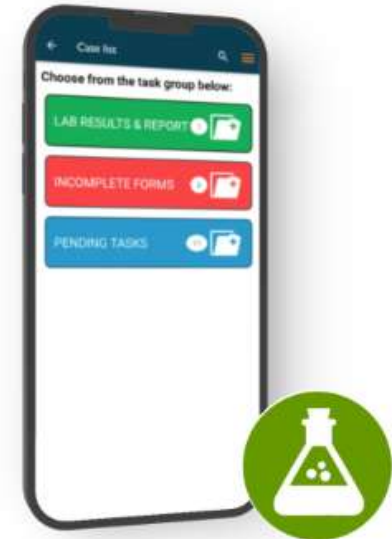 Case list
Choose from the task group below:
LAB RESULTS & REPORT
INCOMPLETE FORMS
PENDING TASKS